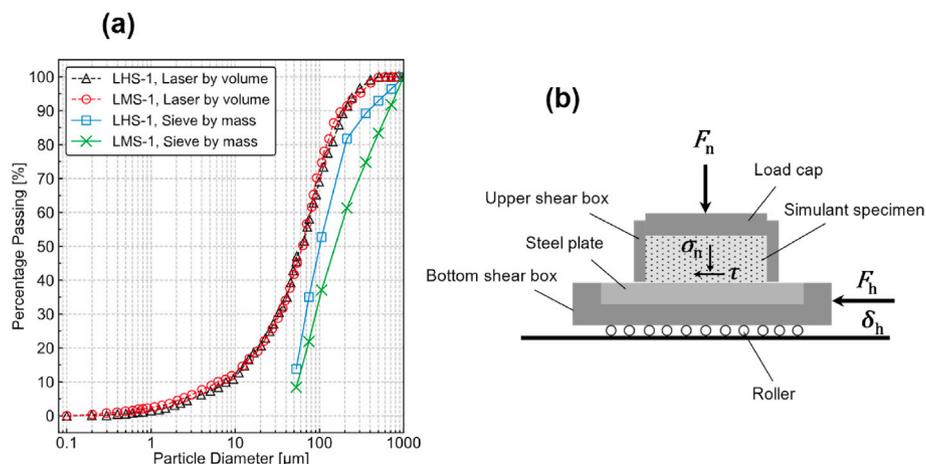 (a)
100
90
80
70
60
50
40
30
20
10
0
Percentage Passing [%]
LHS-1, Laser by volume
LMS-1, Laser by volume
LHS-1, Sieve by mass
LMS-1, Sieve by mass
0.1 1 10 100 1000
Particle Diameter [μm]
(b)
Fn
Load cap
Upper shear box
Simulant specimen
Steel plate
σn
τ
Bottom shear box
Fh
δh
Roller